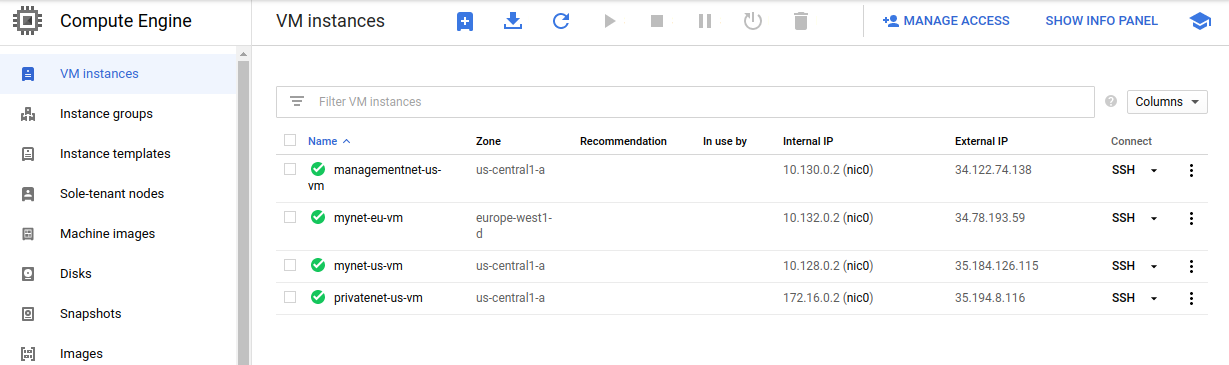 Compute Engine
VM instances
MANAGE ACCESS
SHOW INFO PANEL
VM instances
Instance groups
Instance templates
Sole-tenant nodes
Machine images
Disks
Snapshots
Images
Filter VM instances
?
Columns
Name Zone Recommendation In use by Internal IP External IP Connect
managementnet-us- us-central1-a 10.130.0.2 (nic0) 34.122.74.138 SSH
vm
mynet-eu-vm europe-west1- 10.132.0.2 (nic0) 34.78.193.59 SSH
d
mynet-us-vm us-central1-a 10.128.0.2 (nic0) 35.184.126.115 SSH
privatenet-us-vm us-central1-a 172.16.0.2 (nic0) 35.194.8.116 SSH